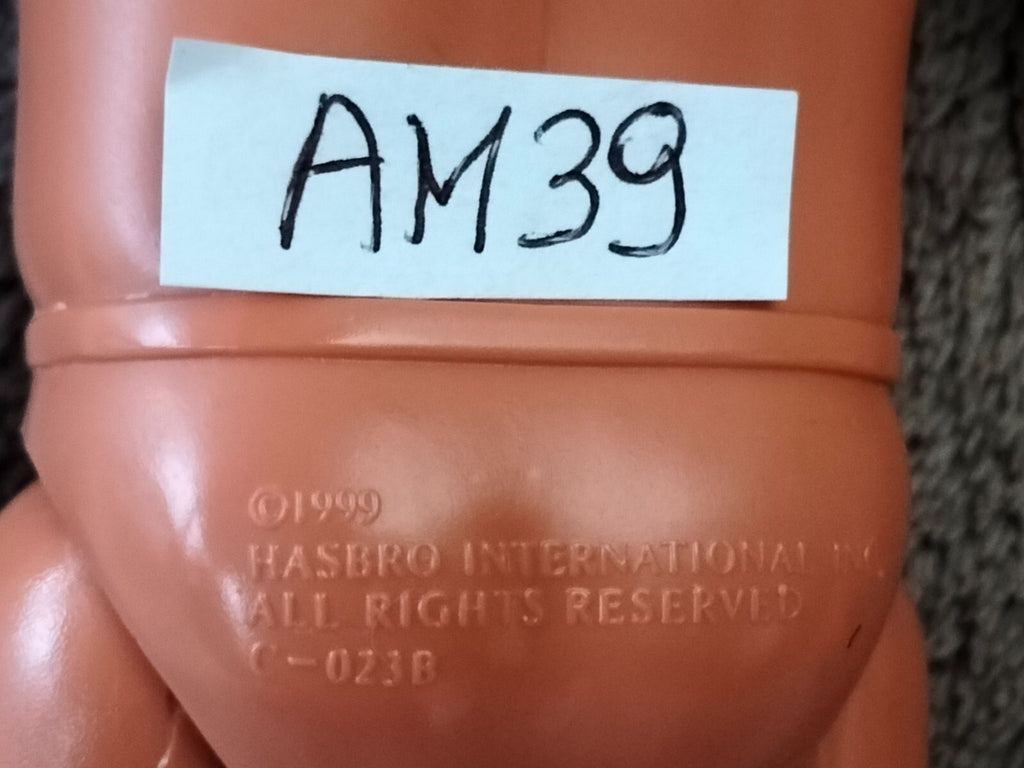 AM39
©1999
HASBRO INTERNATIONAL INC.
ALL RIGHTS RESERVED
C-023B